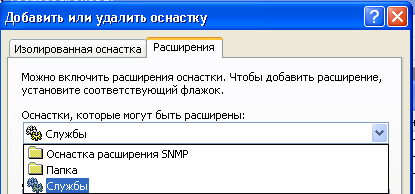 Добавить или удалить оснастку
Изолированная оснастка Расширения
Можно включить расширения оснастки. Чтобы добавить расширение,
установите соответствующий флажок.
Оснастки, которые могут быть расширены:
Службы
Оснастка расширения SNMP
Папка
Службы